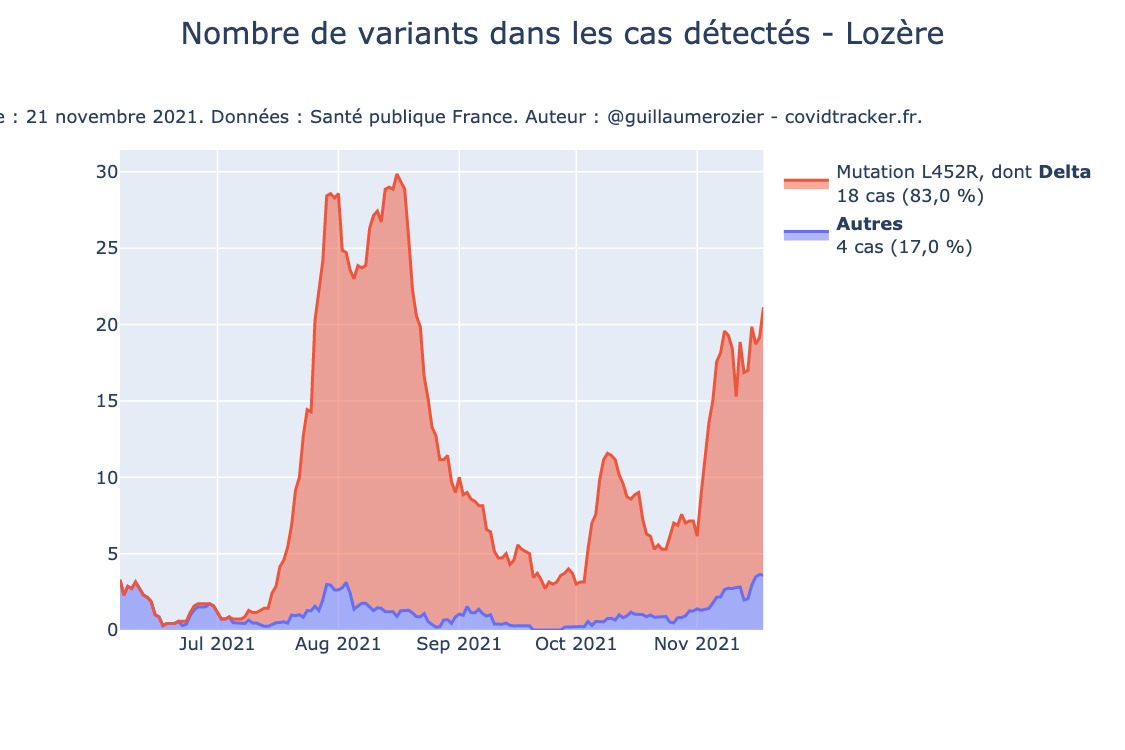 Nombre de variants dans les cas détectés - Lozère
: 21 novembre 2021. Données : Santé publique France. Auteur : @guillaumerozier - covidtracker.fr.
Mutation L452R, dont Delta
18 cas (83,0 %)
Autres
4 cas (17,0 %)
30
25
20
15
10
5
0
Jul 2021 Aug 2021 Sep 2021 Oct 2021 Nov 2021